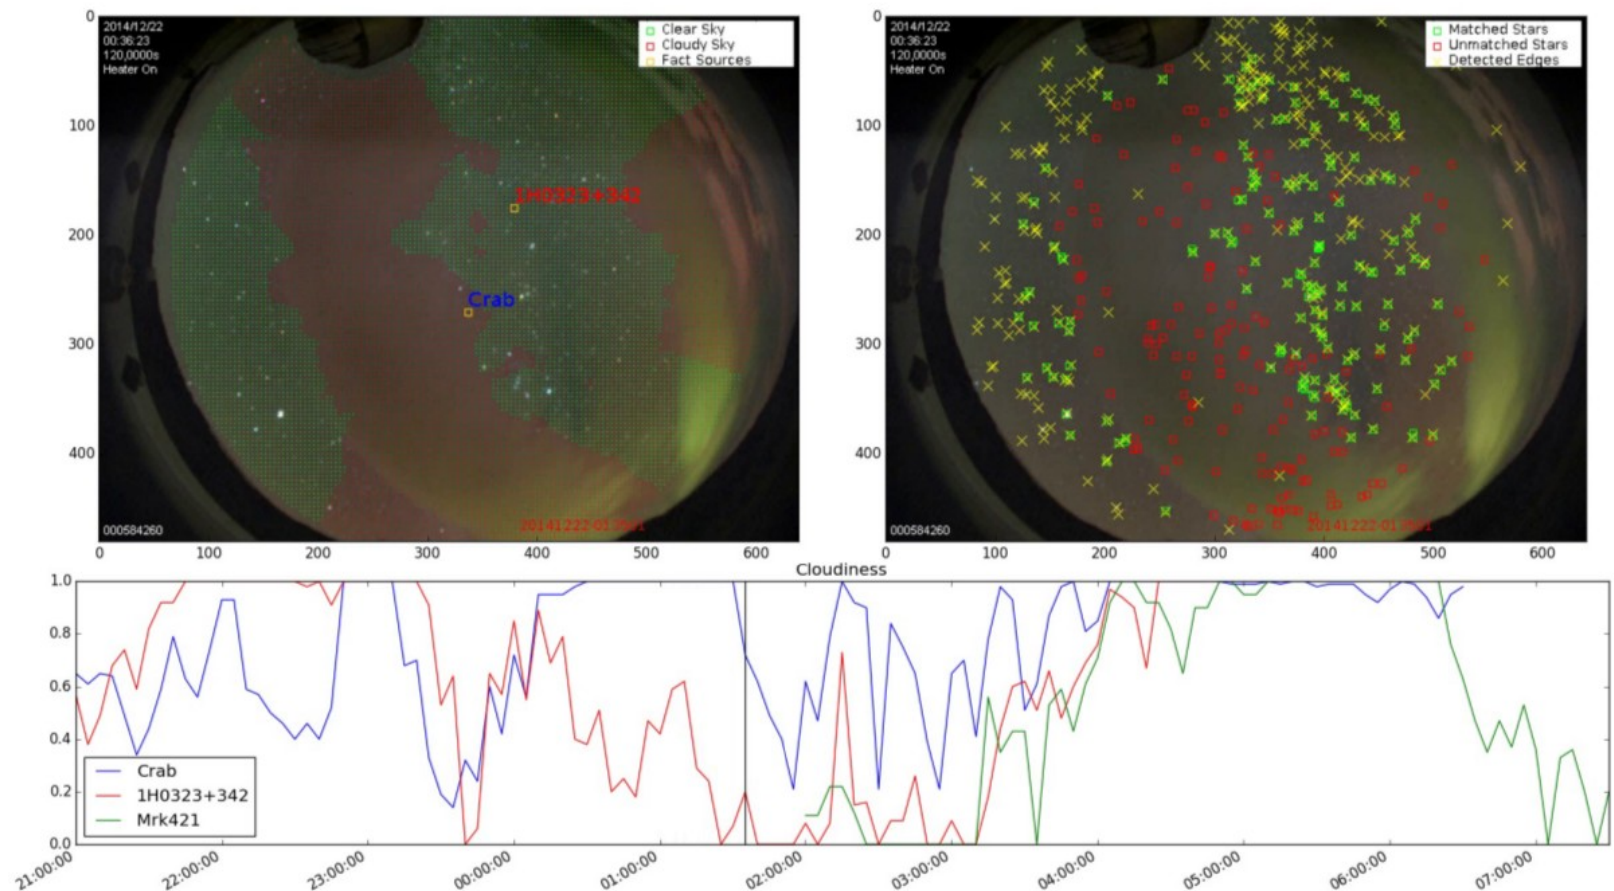 2014/12/22
00:36:23
120,0000s
Heater On
Clear Sky
Cloudy Sky
Fact Sources
1H0323+342
Crab
000584260
0
100
200
300
400
0 100 200 300 400 500 600
2014/12/22
00:36:23
120,0000s
Heater On
Matched Stars
Unmatched Stars
Detected Edges
000584260
0
100
200
300
400
0 100 200 300 400 500 600
Cloudiness
1.0
0.8
0.6
0.4
0.2
0.0
Crab
1H0323+342
Mrk421
21:00:00 22:00:00 23:00:00 00:00:00 01:00:00 02:00:00 03:00:00 04:00:00 05:00:00 06:00:00 07:00:00